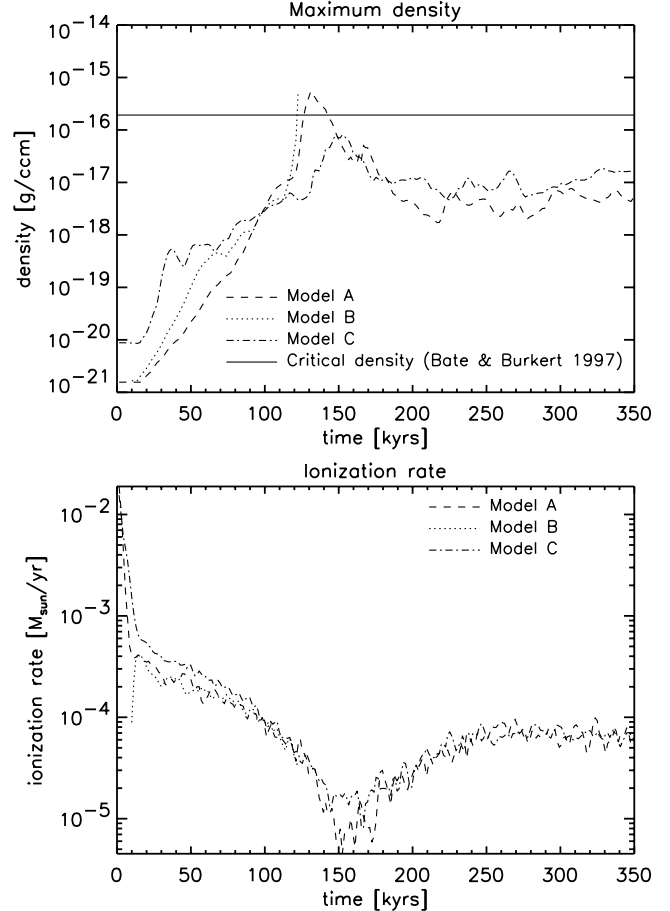 Maximum density
10^-14
10^-15
10^-16
10^-17
10^-18
10^-19
10^-20
10^-21
density [g/ccm]
Model A
Model B
Model C
Critical density (Bate & Burkert 1997)
0 50 100 150 200 250 300 350
time [kyrs]
Ionization rate
10^-2
10^-3
10^-4
10^-5
ionization rate [M_sun/yr]
Model A
Model B
Model C
0 50 100 150 200 250 300 350
time [kyrs]